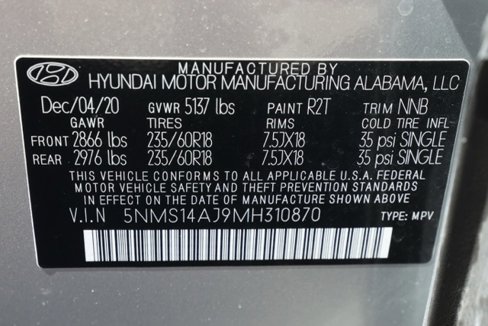 MANUFACTURED BY
HYUNDAI MOTOR MANUFACTURING ALABAMA, LLC
Dec/04/20 GVWR 5137 lbs PAINT R2T TRIM NNB
GAWR TIRES RIMS COLD TIRE INFL
FRONT 2866 lbs 235/60R18 7.5JX18 35 psi SINGLE
REAR 2976 lbs 235/60R18 7.5JX18 35 psi SINGLE
THIS VEHICLE CONFORMS TO ALL APPLICABLE U.S.A. FEDERAL
MOTOR VEHICLE SAFETY AND THEFT PREVENTION STANDARDS
IN EFFECT ON THE DATE OF MANUFACTURE SHOWN ABOVE
V.I.N 5NMS14AJ9MH310870 TYPE: MPV